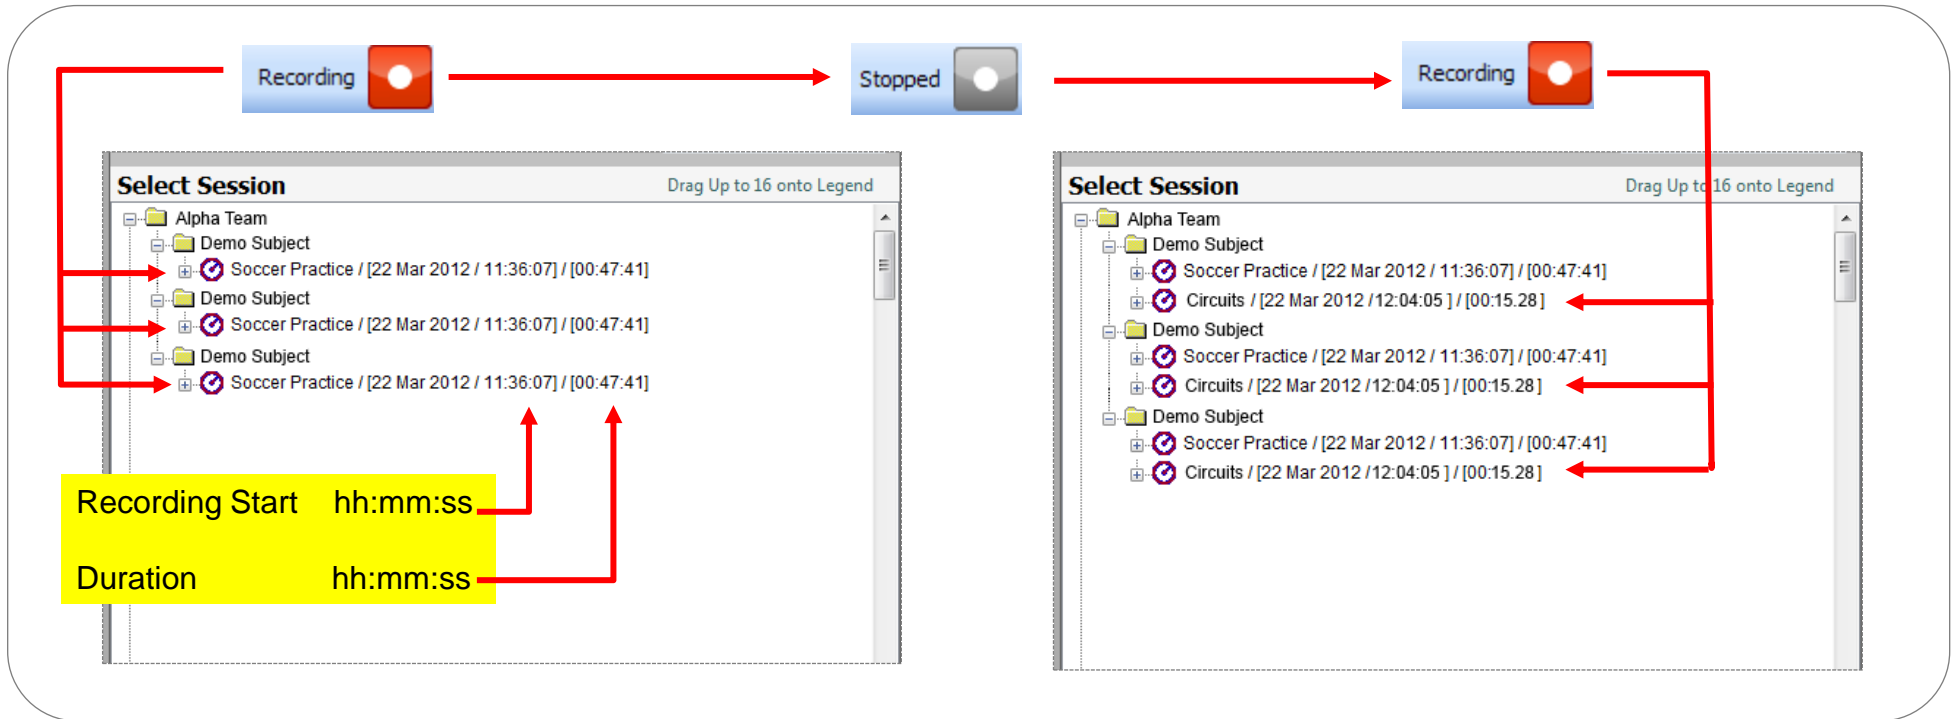 Recording
Stopped
Recording
Select Session
Drag Up to 16 onto Legend
Alpha Team
Demo Subject
Soccer Practice / [22 Mar 2012 / 11:36:07] / [00:47:41]
Demo Subject
Soccer Practice / [22 Mar 2012 / 11:36:07] / [00:47:41]
Demo Subject
Soccer Practice / [22 Mar 2012 / 11:36:07] / [00:47:41]
Recording Start hh:mm:ss
Duration hh:mm:ss
Select Session
Drag Up to 16 onto Legend
Alpha Team
Demo Subject
Soccer Practice / [22 Mar 2012 / 11:36:07] / [00:47:41]
Circuits / [22 Mar 2012 /12:04:05 ] / [00:15.28 ]
Demo Subject
Soccer Practice / [22 Mar 2012 / 11:36:07] / [00:47:41]
Circuits / [22 Mar 2012 /12:04:05 ] / [00:15.28 ]
Demo Subject
Soccer Practice / [22 Mar 2012 / 11:36:07] / [00:47:41]
Circuits / [22 Mar 2012 /12:04:05 ] / [00:15.28 ]